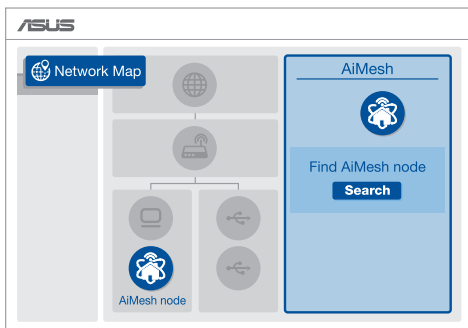 ASUS
Network Map
AiMesh
Find AiMesh node
Search
AiMesh node